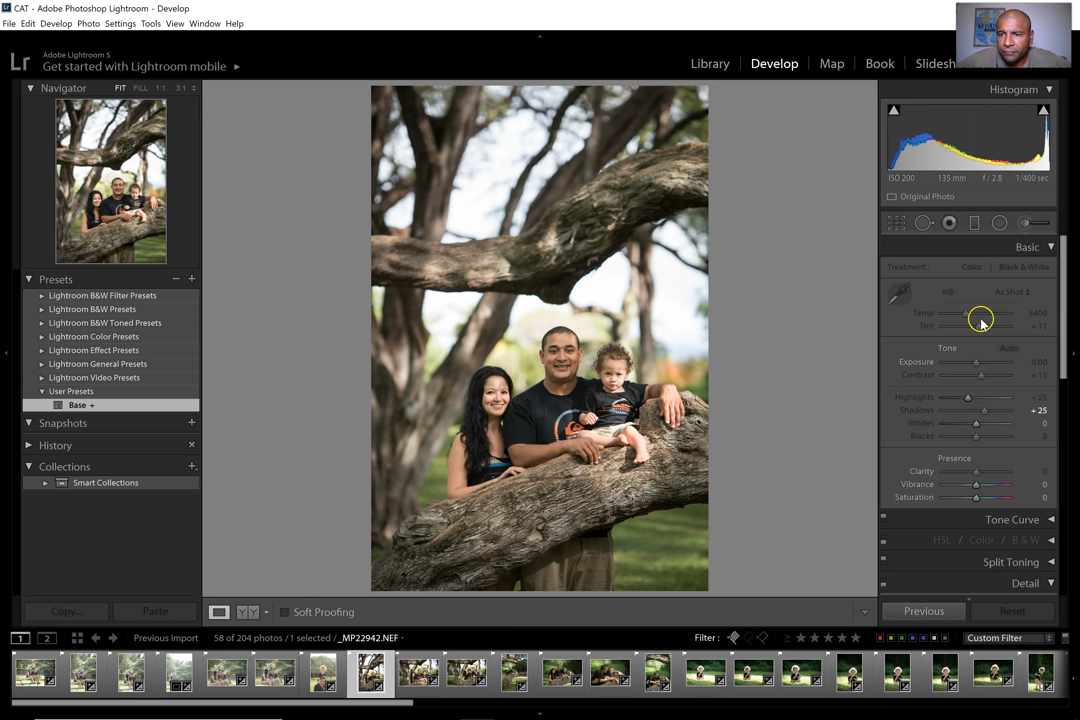 CAT - Adobe Photoshop Lightroom - Develop
File Edit Develop Photo Settings Tools View Window Help
Lr
Adobe Lightroom 5
Get started with Lightroom mobile
Library | Develop | Map | Book | Slidesh
Navigator FIT FILL 1:1 3:1
Presets
Lightroom B&W Filter Presets
Lightroom B&W Presets
Lightroom B&W Toned Presets
Lightroom Color Presets
Lightroom Effect Presets
Lightroom General Presets
Lightroom Video Presets
User Presets
Base +
Snapshots
History
Collections
Smart Collections
Copy... Paste
Soft Proofing
Histogram
ISO 200 135 mm f / 2.8 1/400 sec
Original Photo
Basic
Treatment : Color | Black & White
WB : As Shot
Temp 5400
Tint + 11
Tone Auto
Exposure 0.00
Contrast + 15
Highlights - 25
Shadows + 25
Whites 0
Blacks 0
Presence
Clarity 0
Vibrance 0
Saturation 0
Tone Curve
HSL / Color / B & W
Split Toning
Detail
Previous Reset
1 2 Previous Import 58 of 204 photos / 1 selected / _MP22942.NEF Filter : Custom Filter